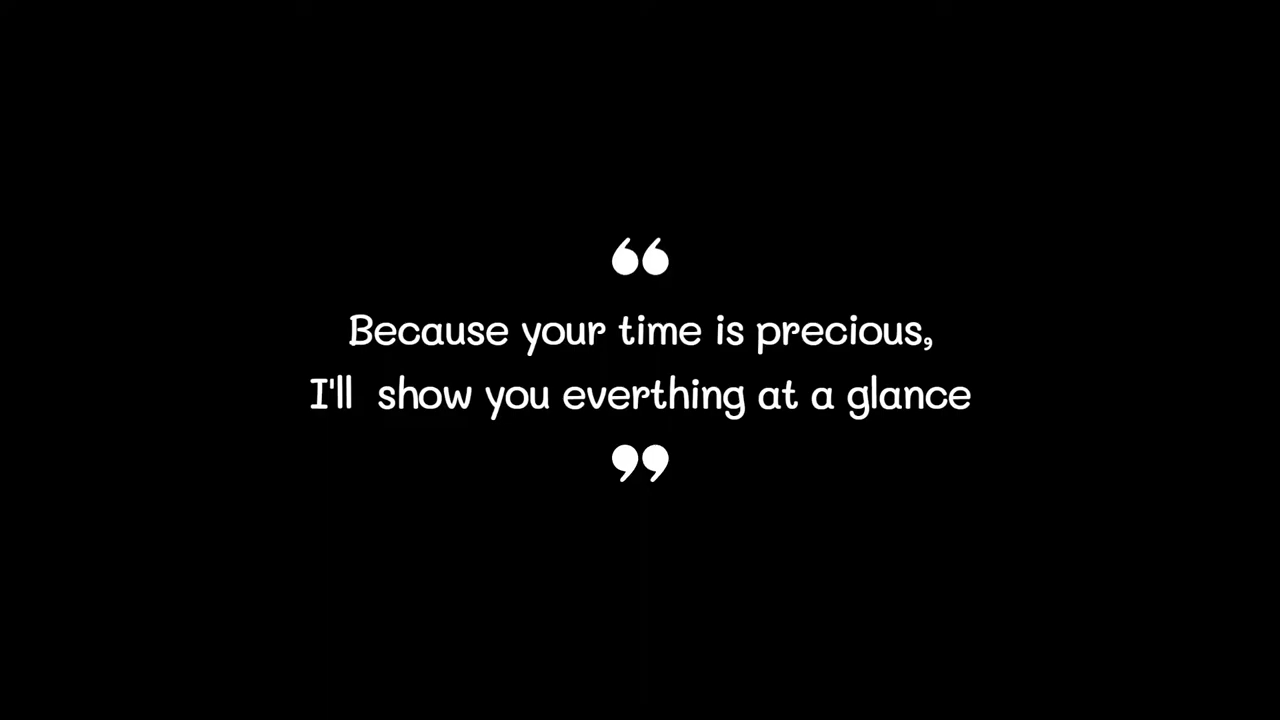 “
Because your time is precious,
I'll  show you everthing at a glance
”